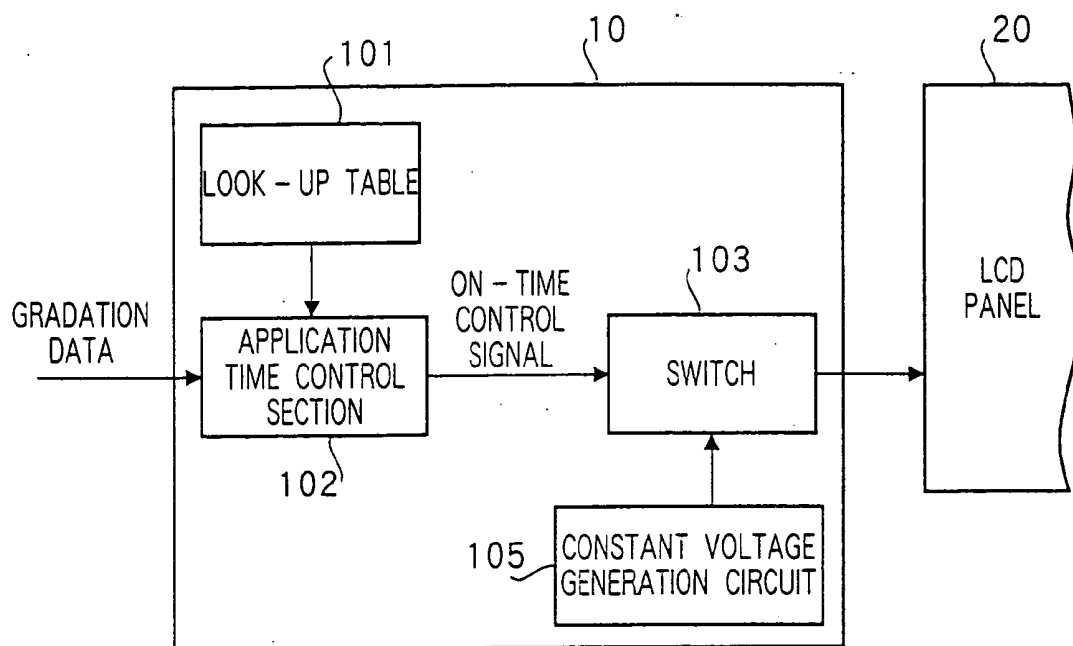 10
20
101
LOOK-UP TABLE
103
ON-TIME
CONTROL
SIGNAL
LCD
PANEL
GRADATION
DATA
APPLICATION
TIME CONTROL
SECTION
SWITCH
102
105
CONSTANT VOLTAGE
GENERATION CIRCUIT